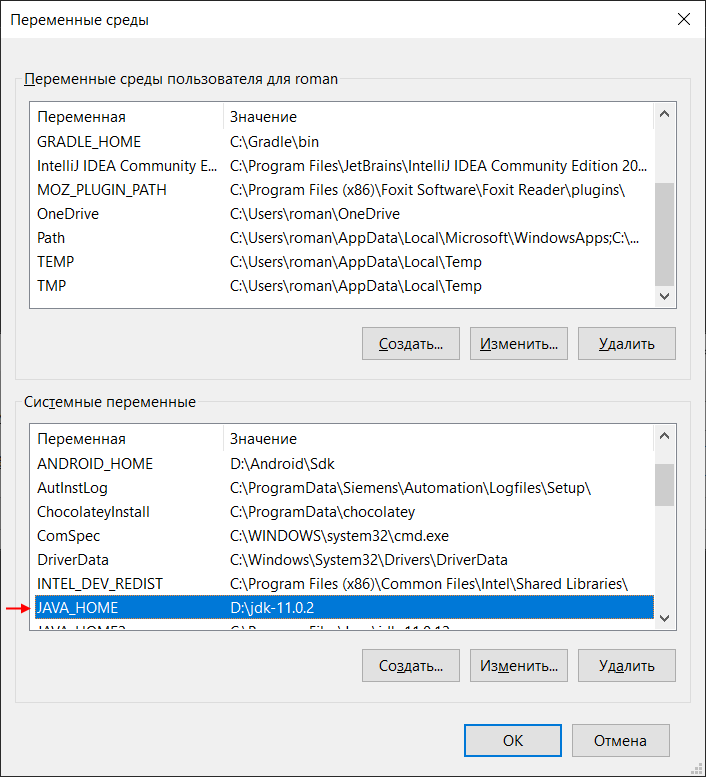 Переменные среды
Переменные среды пользователя для roman
Переменная Значение
GRADLE_HOME C:\Gradle\bin
IntelliJ IDEA Community E... C:\Program Files\JetBrains\IntelliJ IDEA Community Edition 20...
MOZ_PLUGIN_PATH C:\Program Files (x86)\Foxit Software\Foxit Reader\plugins\
OneDrive C:\Users\roman\OneDrive
Path C:\Users\roman\AppData\Local\Microsoft\WindowsApps;C:\...
TEMP C:\Users\roman\AppData\Local\Temp
TMP C:\Users\roman\AppData\Local\Temp
Создать... Изменить... Удалить
Системные переменные
Переменная Значение
ANDROID_HOME D:\Android\Sdk
AutInstLog C:\ProgramData\Siemens\Automation\Logfiles\Setup\
ChocolateyInstall C:\ProgramData\chocolatey
ComSpec C:\WINDOWS\system32\cmd.exe
DriverData C:\Windows\System32\Drivers\DriverData
INTEL_DEV_REDIST C:\Program Files (x86)\Common Files\Intel\Shared Libraries\
JAVA_HOME D:\jdk-11.0.2
Создать... Изменить... Удалить
OK Отмена